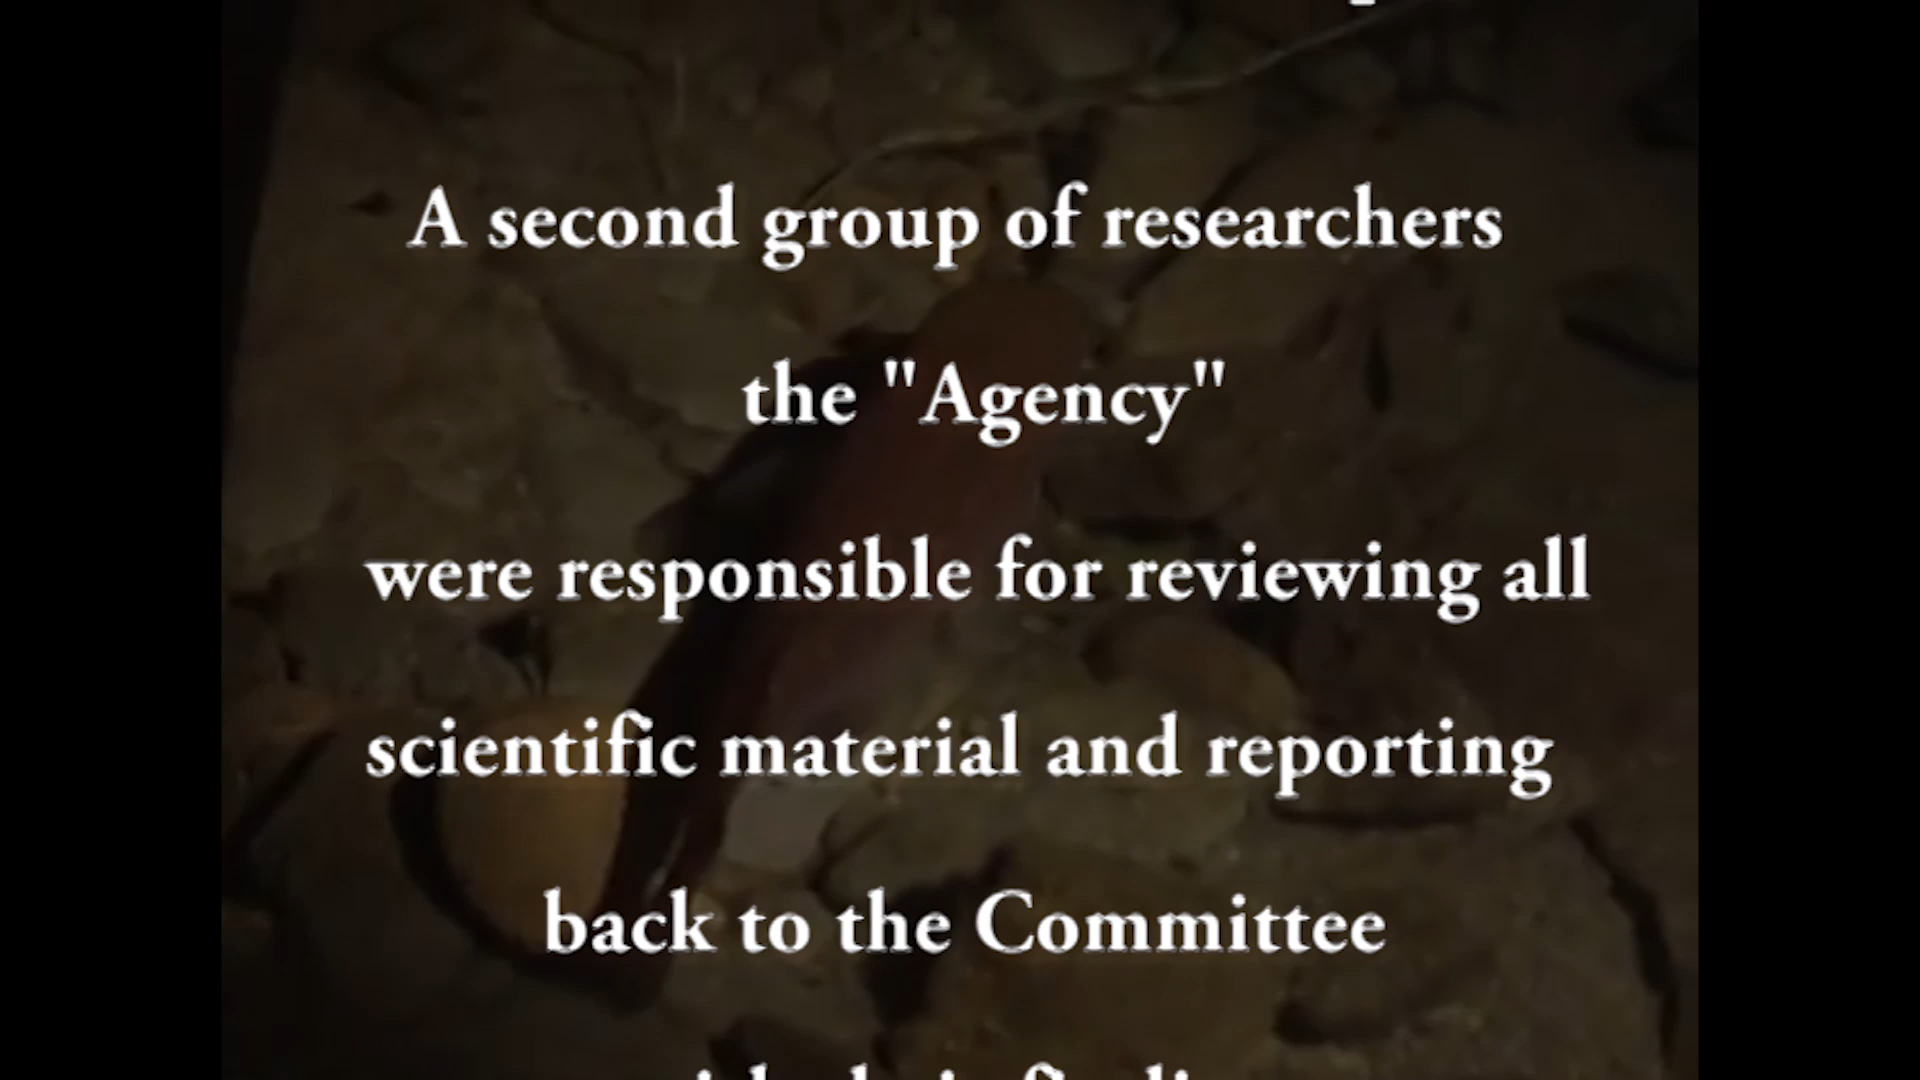 A second group of researchers
the "Agency"
were responsible for reviewing all
scientific material and reporting
back to the Committee